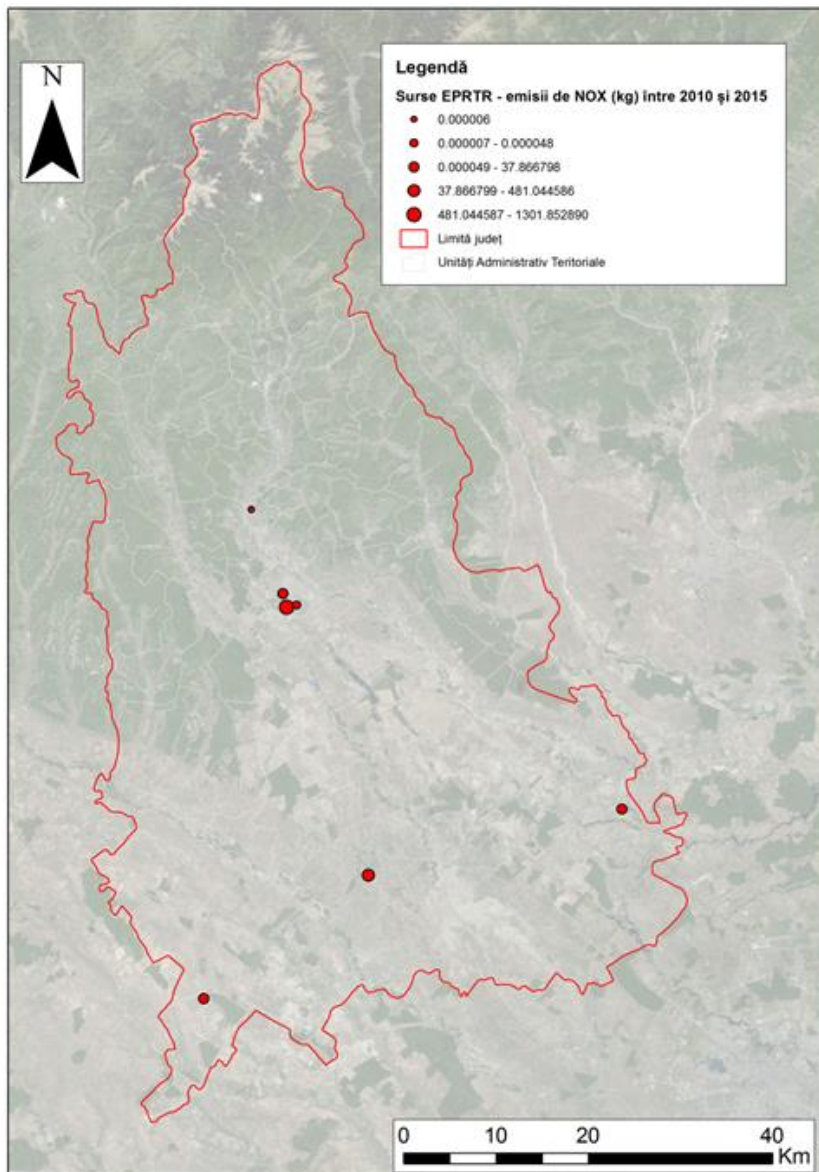 N
Legendă
Surse EPRTR - emisii de NOX (kg) între 2010 și 2015
0.000006
0.000007 - 0.000048
0.000049 - 37.866798
37.866799 - 481.044586
481.044587 - 1301.852890
Limită județ
Unități Administrativ Teritoriale
0 10 20 40
Km